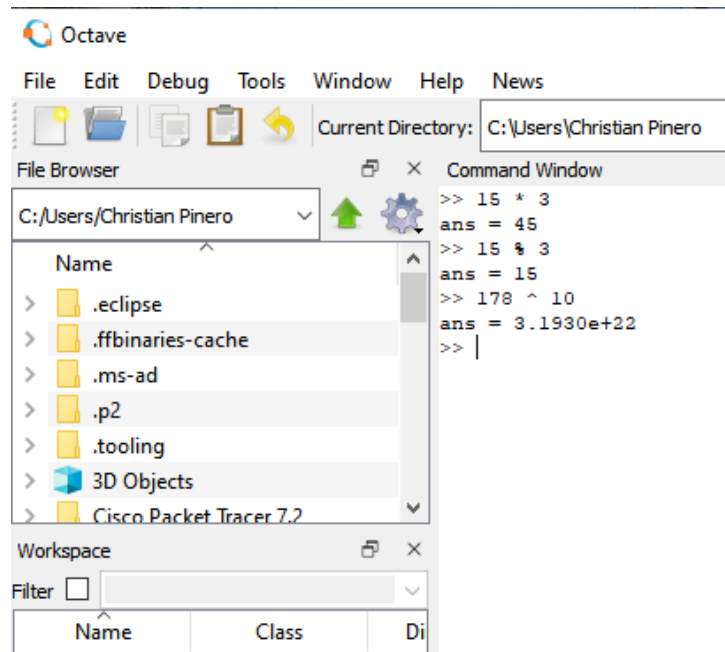 Octave
File Edit Debug Tools Window Help News
Current Directory: C:\Users\Christian Pinero
File Browser
C:/Users/Christian Pinero
Name
.eclipse
.ffbinaries-cache
.ms-ad
.p2
.tooling
3D Objects
Cisco Packet Tracer 7.2
Workspace
Filter
Name Class Di
Command Window
>> 15 * 3
ans = 45
>> 15 % 3
ans = 15
>> 178 ^ 10
ans = 3.1930e+22
>>